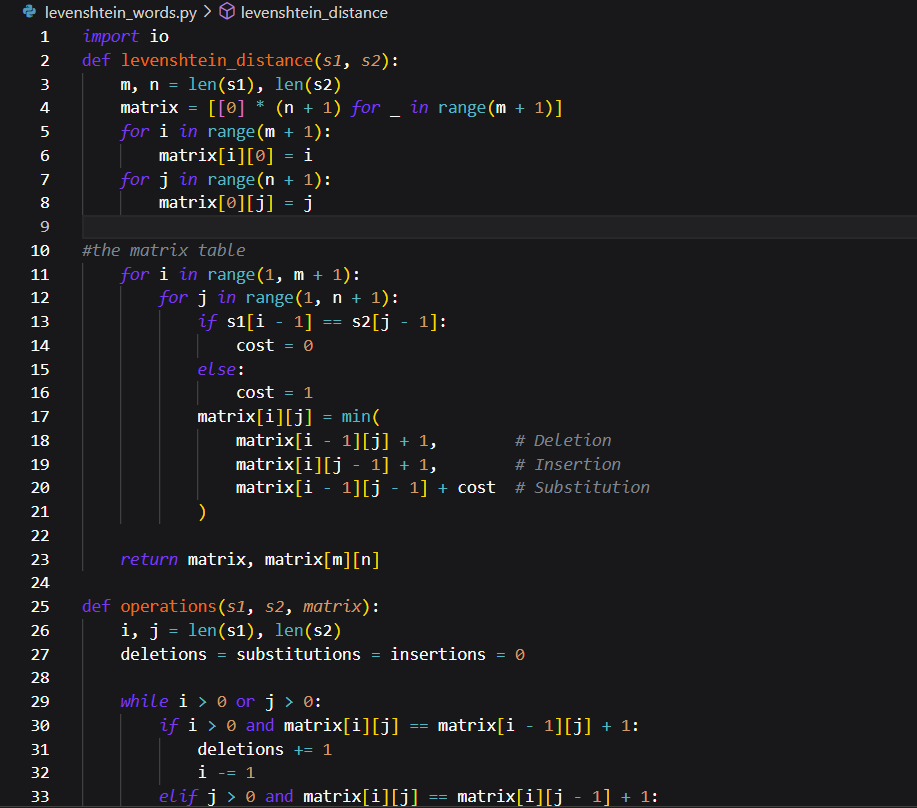 levenshtein_words.py > levenshtein_distance
1 import io
2 def levenshtein_distance(s1, s2):
3     m, n = len(s1), len(s2)
4     matrix = [[0] * (n + 1) for _ in range(m + 1)]
5     for i in range(m + 1):
6         matrix[i][0] = i
7     for j in range(n + 1):
8         matrix[0][j] = j
9
10 #the matrix table
11     for i in range(1, m + 1):
12         for j in range(1, n + 1):
13             if s1[i - 1] == s2[j - 1]:
14                 cost = 0
15             else:
16                 cost = 1
17             matrix[i][j] = min(
18                 matrix[i - 1][j] + 1,        # Deletion
19                 matrix[i][j - 1] + 1,        # Insertion
20                 matrix[i - 1][j - 1] + cost  # Substitution
21             )
22
23     return matrix, matrix[m][n]
24
25 def operations(s1, s2, matrix):
26     i, j = len(s1), len(s2)
27     deletions = substitutions = insertions = 0
28
29     while i > 0 or j > 0:
30         if i > 0 and matrix[i][j] == matrix[i - 1][j] + 1:
31             deletions += 1
32             i -= 1
33         elif j > 0 and matrix[i][j] == matrix[i][j - 1] + 1: